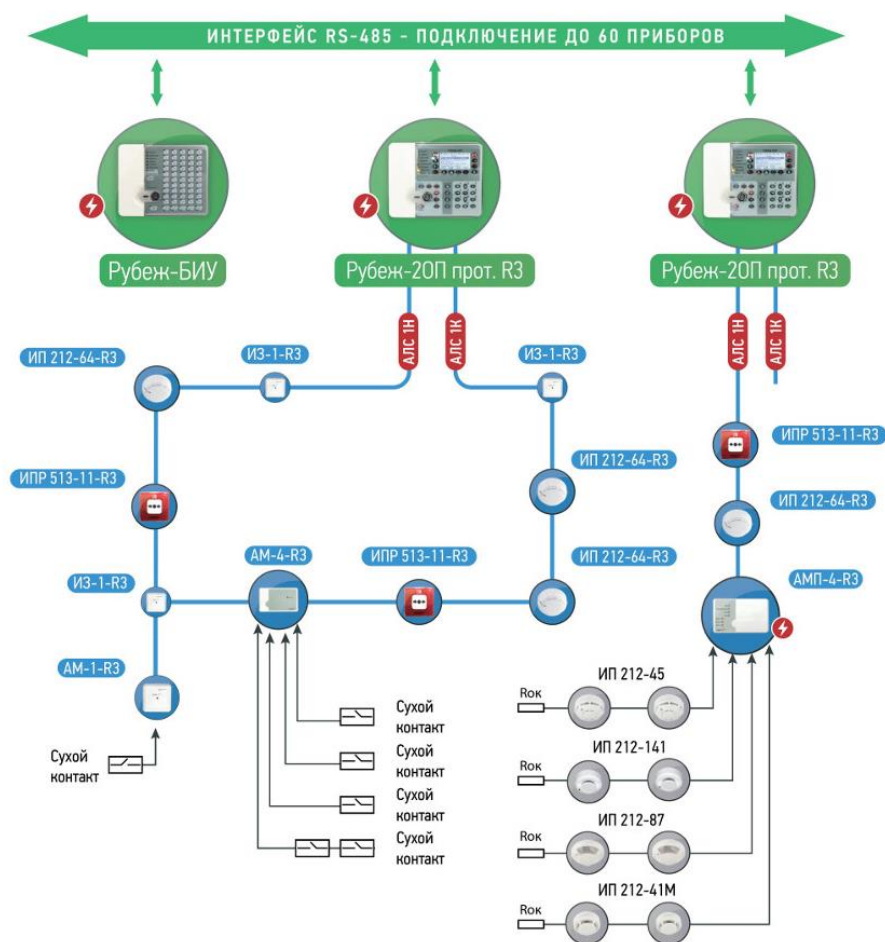 ИНТЕРФЕЙС RS-485 - ПОДКЛЮЧЕНИЕ ДО 60 ПРИБОРОВ
Рубеж-БИУ
Рубеж-2ОП прот. R3
Рубеж-2ОП прот. R3
АЛС 1Н
АЛС 1К
АЛС 1Н
АЛС 1К
ИП 212-64-R3
ИЗ-1-R3
ИЗ-1-R3
ИПР 513-11-R3
ИП 212-64-R3
ИПР 513-11-R3
ИП 212-64-R3
АМ-4-R3
ИПР 513-11-R3
ИП 212-64-R3
ИЗ-1-R3
АМП-4-R3
АМ-1-R3
ИП 212-45
Rок
Сухой
контакт
Сухой
контакт
ИП 212-141
Сухой
контакт
Rок
Сухой
контакт
ИП 212-87
Rок
Сухой
контакт
ИП 212-41М
Rок